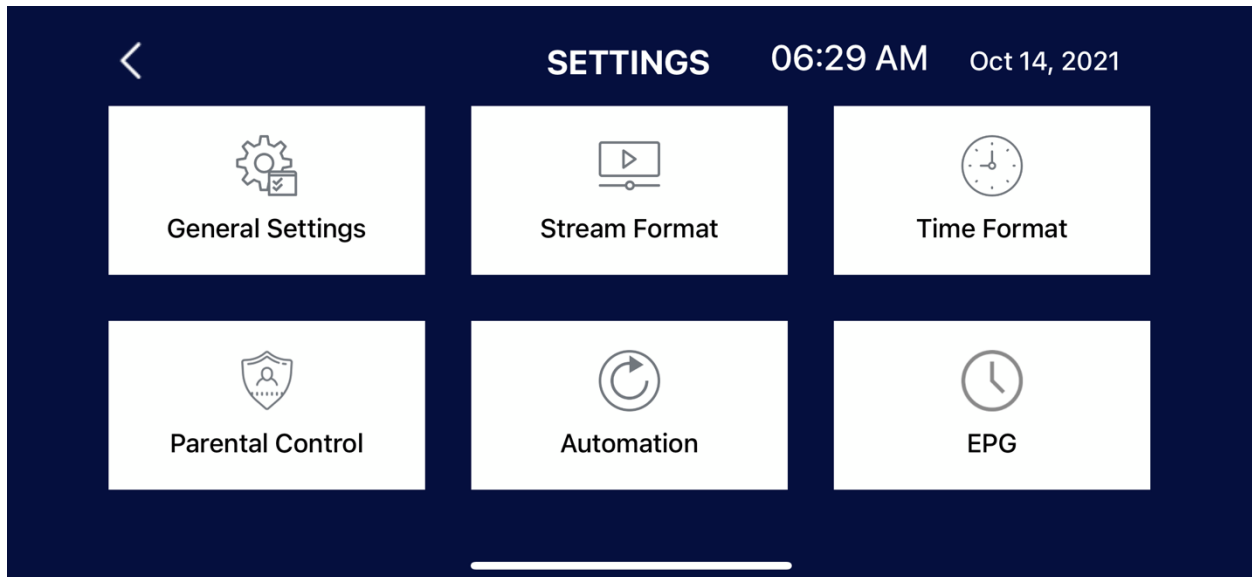 SETTINGS 06:29 AM Oct 14, 2021
General Settings Stream Format Time Format
Parental Control Automation EPG